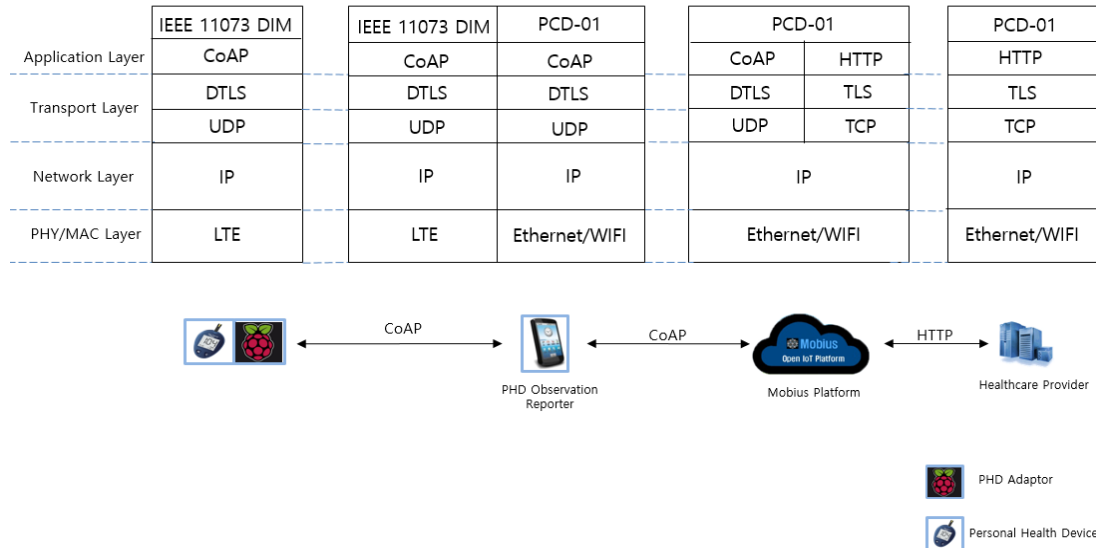 IEEE 11073 DIM
IEEE 11073 DIM PCD-01
PCD-01
PCD-01
Application Layer CoAP CoAP CoAP CoAP HTTP HTTP
Transport Layer
DTLS DTLS DTLS DTLS TLS TLS
UDP UDP UDP UDP TCP TCP
Network Layer IP IP IP IP IP
PHY/MAC Layer LTE LTE Ethernet/WIFI Ethernet/WIFI Ethernet/WIFI
CoAP
CoAP
HTTP
Mobius
Open IoT Platform
PHD Observation
Reporter
Mobius Platform
Healthcare Provider
PHD Adaptor
Personal Health Device